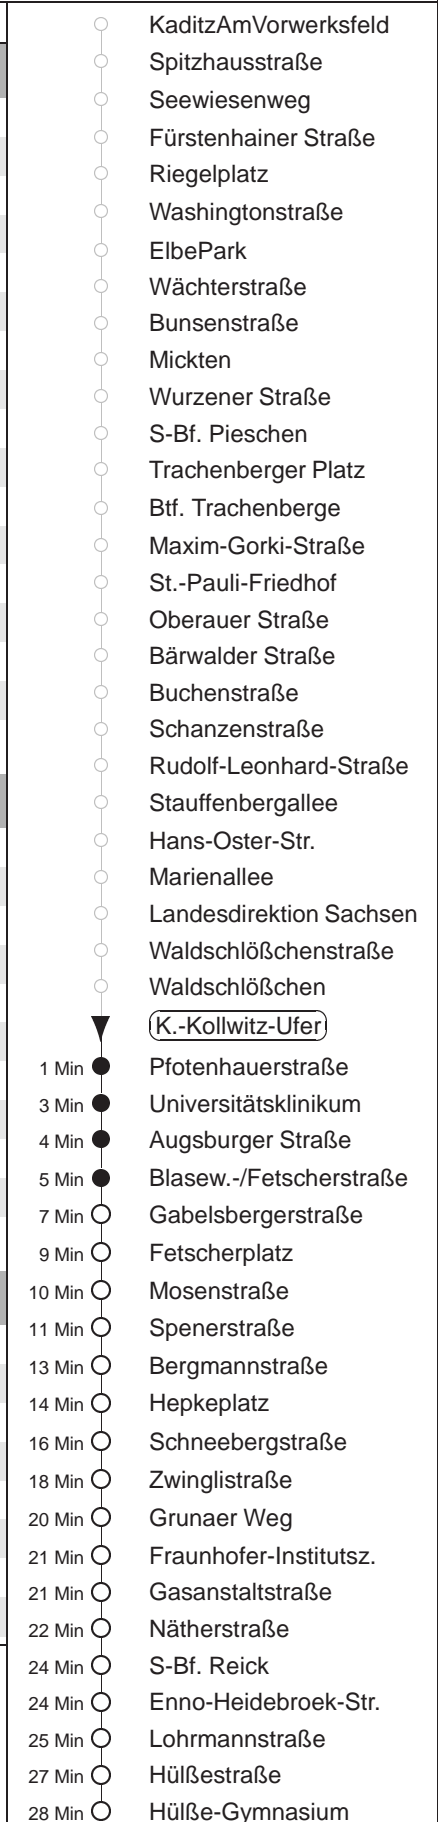 KaditzAmVorwerksfeld
Spitzhausstraße
Seewiesenweg
Fürstenhainer Straße
Riegelplatz
Washingtonstraße
ElbePark
Wächterstraße
Bunsenstraße
Mickten
Wurzener Straße
S-Bf. Pieschen
Trachenberger Platz
Btf. Trachenberge
Maxim-Gorki-Straße
St.-Pauli-Friedhof
Oberauer Straße
Bärwalder Straße
Buchenstraße
Schanzenstraße
Rudolf-Leonhard-Straße
Stauffenbergallee
Hans-Oster-Str.
Marienallee
Landesdirektion Sachsen
Waldschlößchenstraße
Waldschlößchen
K.-Kollwitz-Ufer
1 Min Pfotenhauerstraße
3 Min Universitätsklinikum
4 Min Augsburger Straße
5 Min Blasew.-/Fetscherstraße
7 Min Gabelsbergerstraße
9 Min Fetscherplatz
10 Min Mosenstraße
11 Min Spenerstraße
13 Min Bergmannstraße
14 Min Hepkeplatz
16 Min Schneebergstraße
18 Min Zwinglistraße
20 Min Grunaer Weg
21 Min Fraunhofer-Institutsz.
21 Min Gasanstaltstraße
22 Min Nätherstraße
24 Min S-Bf. Reick
24 Min Enno-Heidebroek-Str.
25 Min Lohrmannstraße
27 Min Hülßestraße
28 Min Hülße-Gymnasium